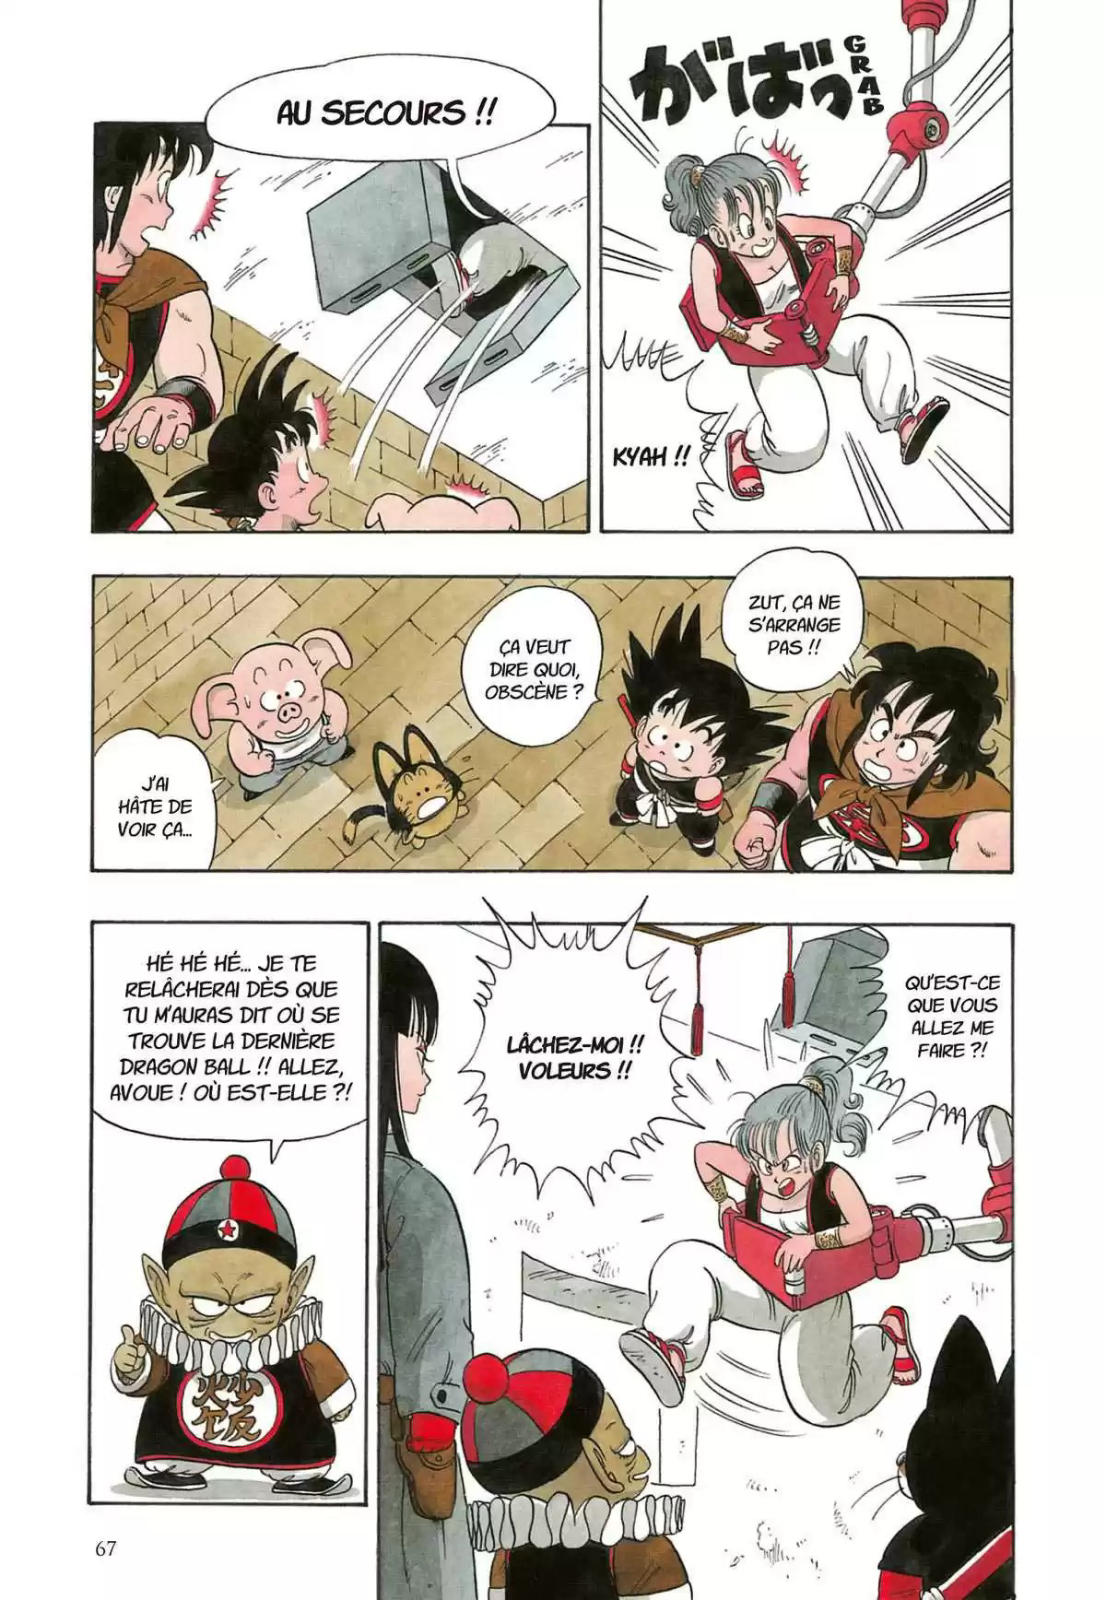 AU SECOURS !!
がばっ
GRAB
KYAH !!
J'AI
HÂTE DE
VOIR ÇA...
ÇA VEUT
DIRE QUOI,
OBSCÈNE ?
ZUT, ÇA NE
S'ARRANGE
PAS !!
HÉ HÉ HÉ... JE TE
RELÂCHERAI DÈS QUE
TU M'AURAS DIT OÙ SE
TROUVE LA DERNIÈRE
DRAGON BALL !! ALLEZ,
AVOUE ! OÙ EST-ELLE ?!
LÂCHEZ-MOI !!
VOLEURS !!
QU'EST-CE
QUE VOUS
ALLEZ ME
FAIRE ?!
67